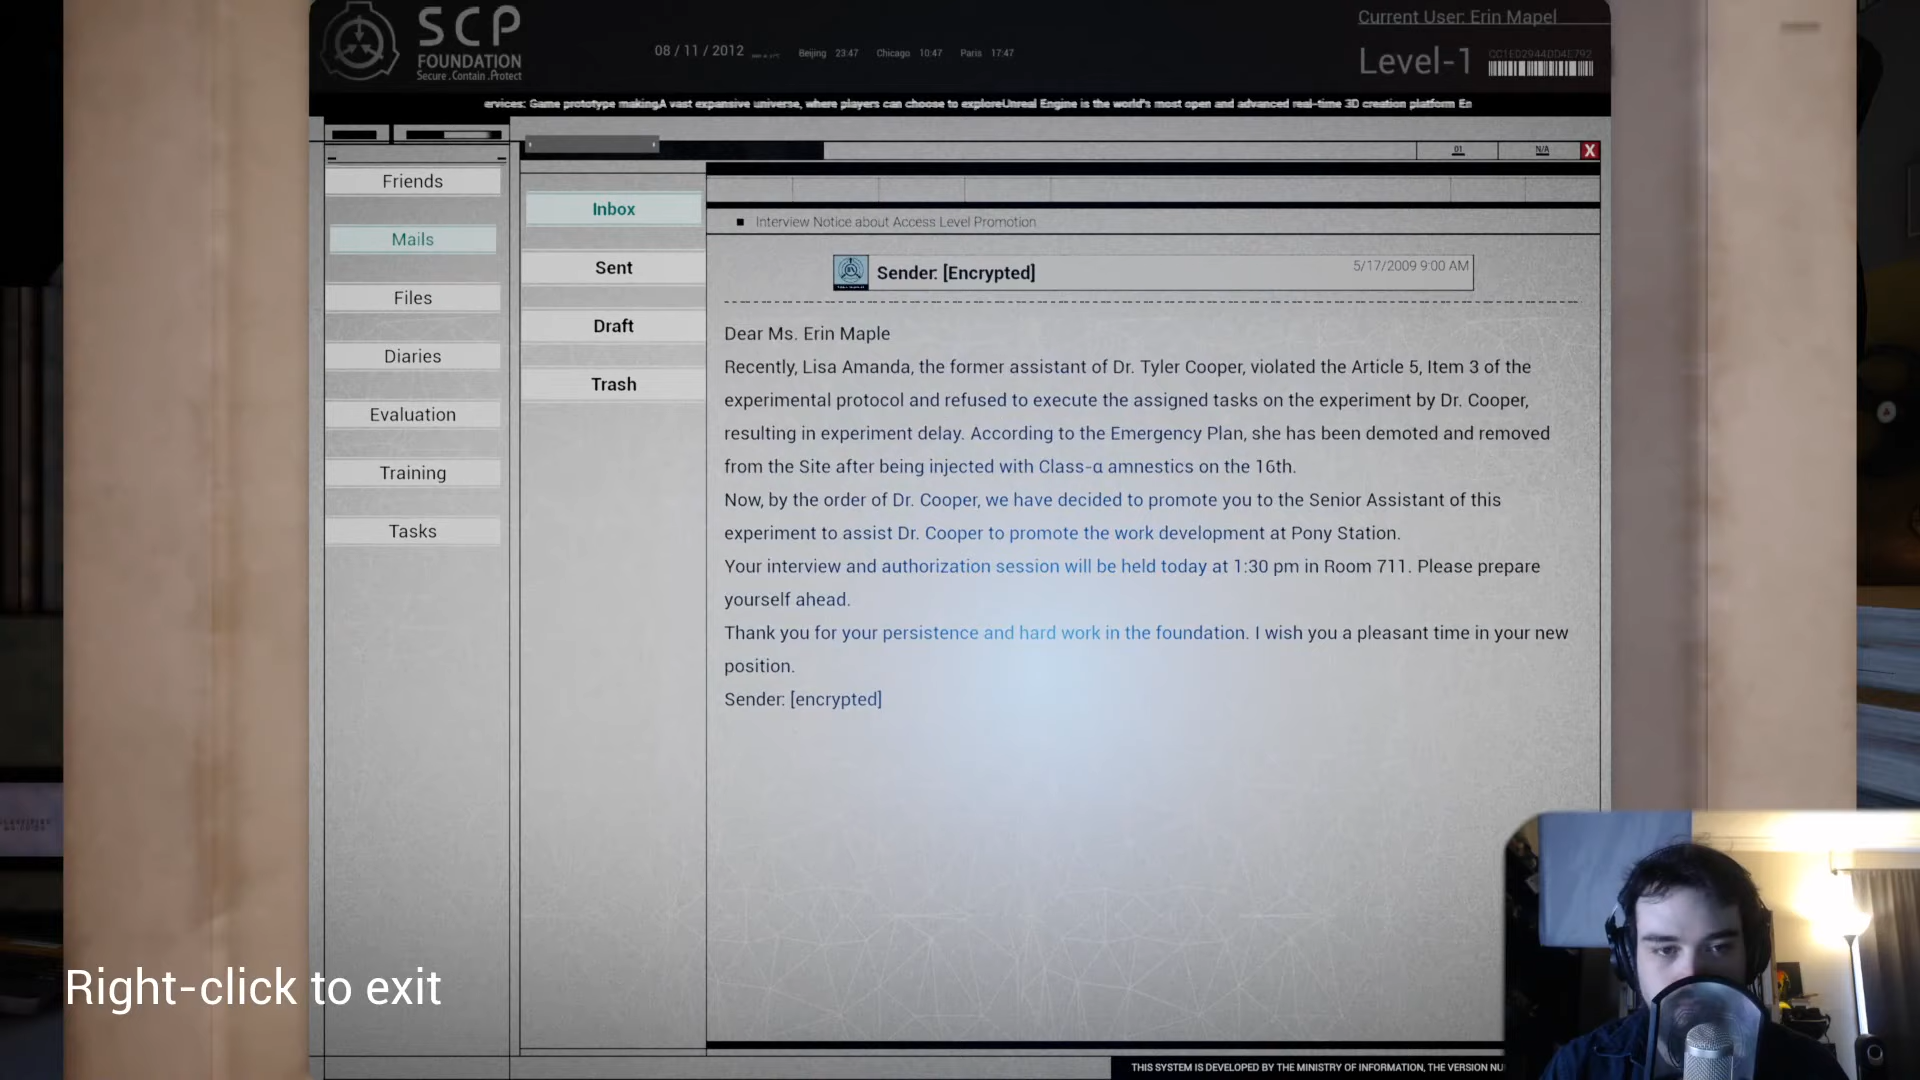 SCP
FOUNDATION
Secure .Contain .Protect
08 / 11 / 2012
Beijing 23:47 Chicago 10:47 Paris 17:47
Current User: Erin Mapel
Level-1
ervices: Game prototype makingA vast expansive universe, where players can choose to exploreUnreal Engine is the world's most open and advanced real-time 3D creation platform En
01
N/A
X
Friends
Mails
Files
Diaries
Evaluation
Training
Tasks
Inbox
Sent
Draft
Trash
Interview Notice about Access Level Promotion
Sender: [Encrypted]
5/17/2009 9:00 AM
Dear Ms. Erin Maple
Recently, Lisa Amanda, the former assistant of Dr. Tyler Cooper, violated the Article 5, Item 3 of the
experimental protocol and refused to execute the assigned tasks on the experiment by Dr. Cooper,
resulting in experiment delay. According to the Emergency Plan, she has been demoted and removed
from the Site after being injected with Class-α amnestics on the 16th.
Now, by the order of Dr. Cooper, we have decided to promote you to the Senior Assistant of this
experiment to assist Dr. Cooper to promote the work development at Pony Station.
Your interview and authorization session will be held today at 1:30 pm in Room 711. Please prepare
yourself ahead.
Thank you for your persistence and hard work in the foundation. I wish you a pleasant time in your new
position.
Sender: [encrypted]
Right-click to exit
THIS SYSTEM IS DEVELOPED BY THE MINISTRY OF INFORMATION, THE VERSION NU